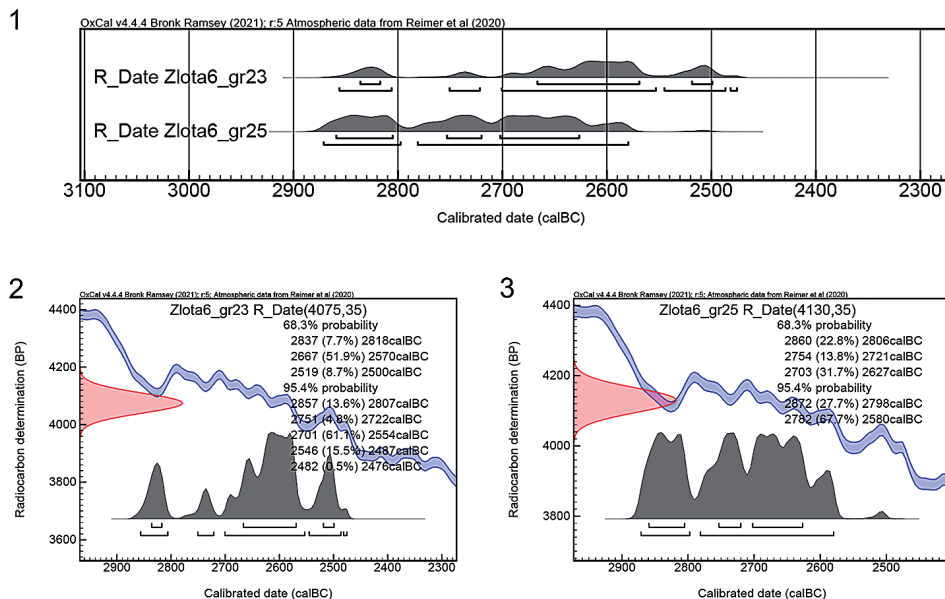 1
OxCal v4.4.4 Bronk Ramsey (2021); r:5 Atmospheric data from Reimer et al (2020)
R_Date Zlota6_gr23
R_Date Zlota6_gr25
3100 3000 2900 2800 2700 2600 2500 2400 2300
Calibrated date (calBC)
2
OxCal v4.4.4 Bronk Ramsey (2021); r:5 Atmospheric data from Reimer et al (2020)
Zlota6_gr23 R_Date(4075,35)
68.3% probability
2837 (7.7%) 2818calBC
2667 (51.9%) 2570calBC
2519 (8.7%) 2500calBC
95.4% probability
2857 (13.6%) 2807calBC
2751 (4.8%) 2722calBC
2701 (61.1%) 2554calBC
2546 (15.5%) 2487calBC
2482 (0.5%) 2476calBC
Radiocarbon determination (BP)
4400
4200
4000
3800
3600
2900 2800 2700 2600 2500 2400 2300
Calibrated date (calBC)
3
OxCal v4.4.4 Bronk Ramsey (2021); r:5 Atmospheric data from Reimer et al (2020)
Zlota6_gr25 R_Date(4130,35)
68.3% probability
2860 (22.8%) 2806calBC
2754 (13.8%) 2721calBC
2703 (31.7%) 2627calBC
95.4% probability
2872 (27.7%) 2798calBC
2782 (67.7%) 2580calBC
Radiocarbon determination (BP)
4400
4200
4000
3800
2900 2800 2700 2600 2500
Calibrated date (calBC)